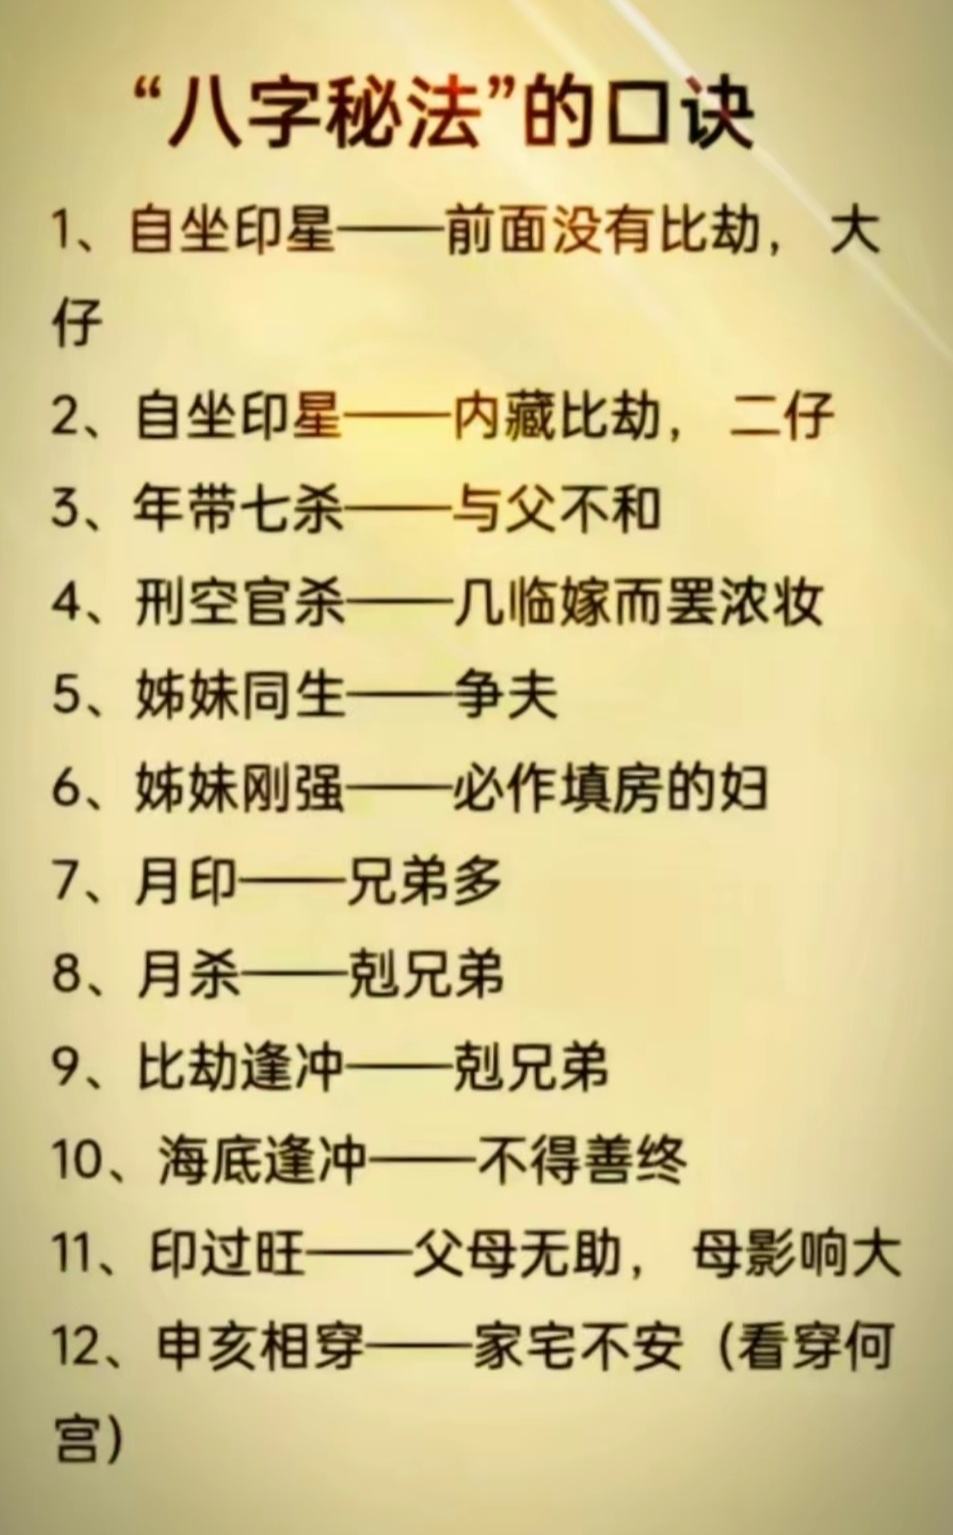 “八字秘法”的口诀
1、自坐印星——前面没有比劫， 大
仔
2、自坐印星——内藏比劫， 二仔
3、年带七杀——与父不和
4、刑空官杀——几临嫁而罢浓妆
5、姊妹同生——争夫
6、姊妹刚强——必作填房的妇
7、月印——兄弟多
8、月杀——剋兄弟
9、比劫逢冲——剋兄弟
10、海底逢冲——不得善终
11、印过旺——父母无助， 母影响大
12、申亥相穿——家宅不安（看穿何
宫）